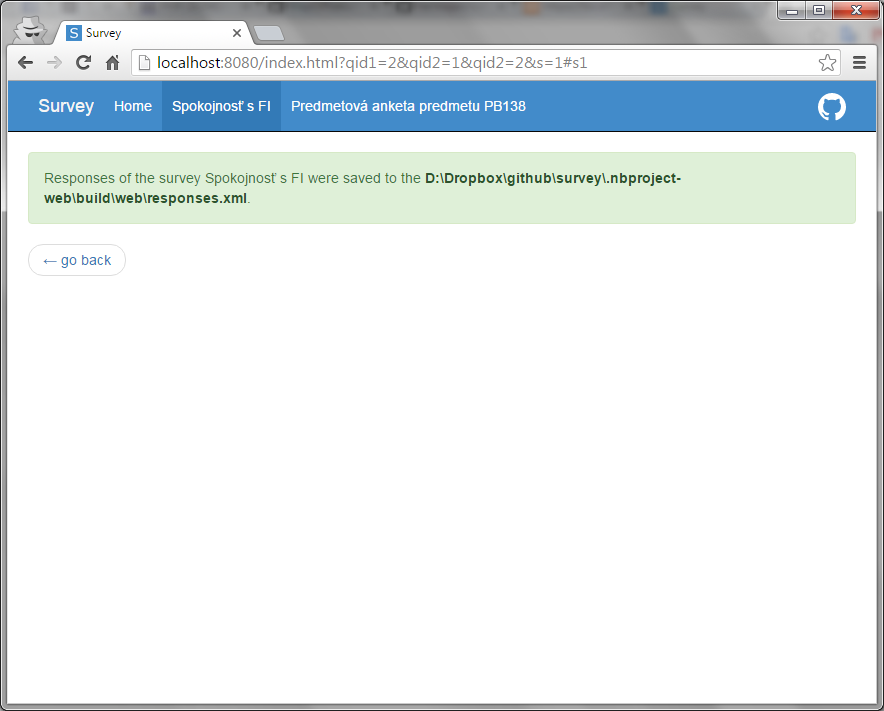 S Survey
localhost:8080/index.html?qid1=2&qid2=1&qid2=2&s=1#s1
Survey Home Spokojnosť s FI Predmetová anketa predmetu PB138
Responses of the survey Spokojnosť s FI were saved to the D:\Dropbox\github\survey\.nbproject-
web\build\web\responses.xml.
← go back